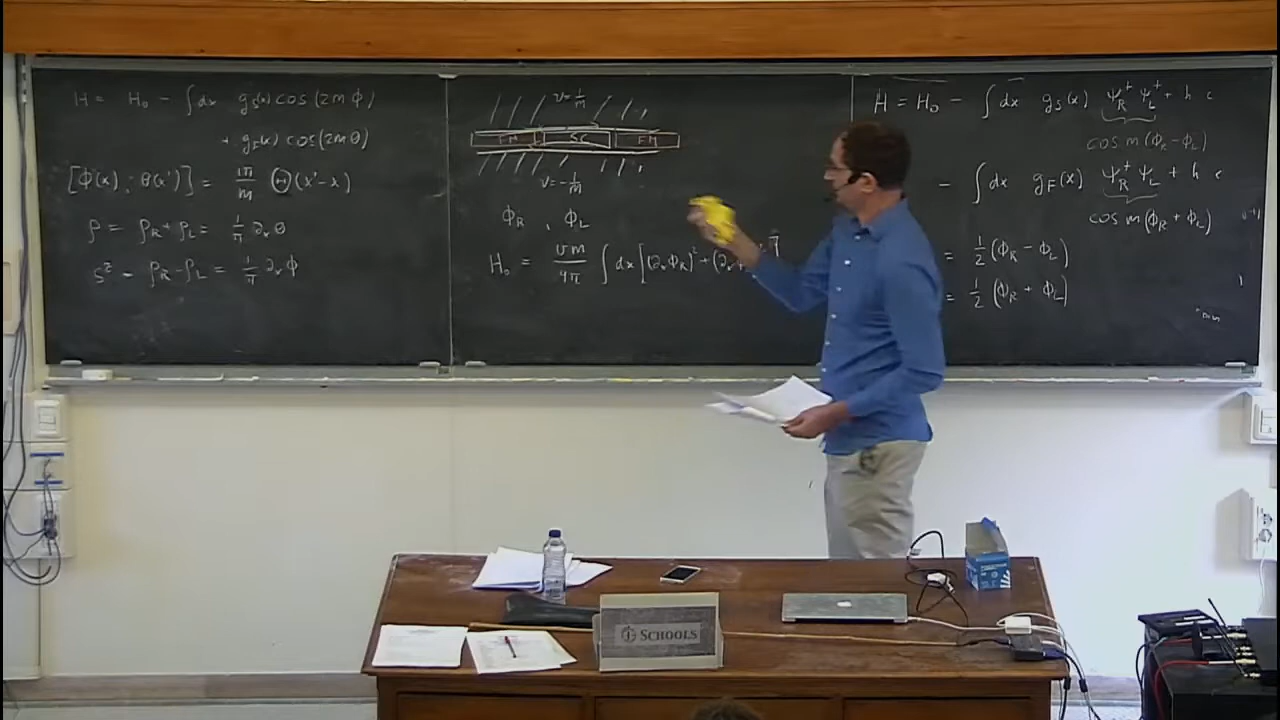 H = H₀ − ∫dx g_S(x) cos(2mφ)
+ g_F(x) cos(2mθ)
[φ(x), θ(x')] = iπ/m Θ(x'−x)
ρ = ρ_R + ρ_L = 1/π ∂ₓθ
s^z = ρ_R − ρ_L = 1/π ∂ₓφ
ν = 1/m
FM SC FM
ν = −1/m
φ_R , φ_L
H₀ = vm/4π ∫dx [(∂ₓφ_R)² + (∂ₓ
H = H₀ − ∫dx g_S(x) ψ_R⁺ ψ_L⁺ + h c
cos m(φ_R − φ_L)
− ∫dx g_F(x) ψ_R⁺ ψ_L + h c
cos m(φ_R + φ_L)
= 1/2 (φ_R − φ_L)
= 1/2 (φ_R + φ_L)
SCHOOLS